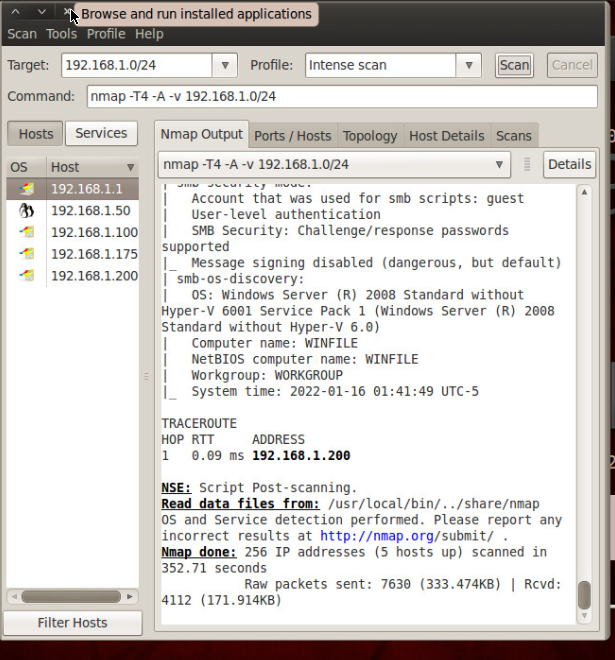 Browse and run installed applications
Scan Tools Profile Help
Target: 192.168.1.0/24 Profile: Intense scan Scan Cancel
Command: nmap -T4 -A -v 192.168.1.0/24
Hosts Services
OS Host
192.168.1.1
192.168.1.50
192.168.1.100
192.168.1.175
192.168.1.200
Filter Hosts
Nmap Output Ports / Hosts Topology Host Details Scans
nmap -T4 -A -v 192.168.1.0/24 Details
| smb-security-mode:
| Account that was used for smb scripts: guest
| User-level authentication
| SMB Security: Challenge/response passwords
supported
|_ Message signing disabled (dangerous, but default)
| smb-os-discovery:
| OS: Windows Server (R) 2008 Standard without
Hyper-V 6001 Service Pack 1 (Windows Server (R) 2008
Standard without Hyper-V 6.0)
| Computer name: WINFILE
| NetBIOS computer name: WINFILE
| Workgroup: WORKGROUP
|_ System time: 2022-01-16 01:41:49 UTC-5
TRACEROUTE
HOP RTT ADDRESS
1 0.09 ms 192.168.1.200
NSE: Script Post-scanning.
Read data files from: /usr/local/bin/../share/nmap
OS and Service detection performed. Please report any
incorrect results at http://nmap.org/submit/ .
Nmap done: 256 IP addresses (5 hosts up) scanned in
352.71 seconds
Raw packets sent: 7630 (333.474KB) | Rcvd:
4112 (171.914KB)